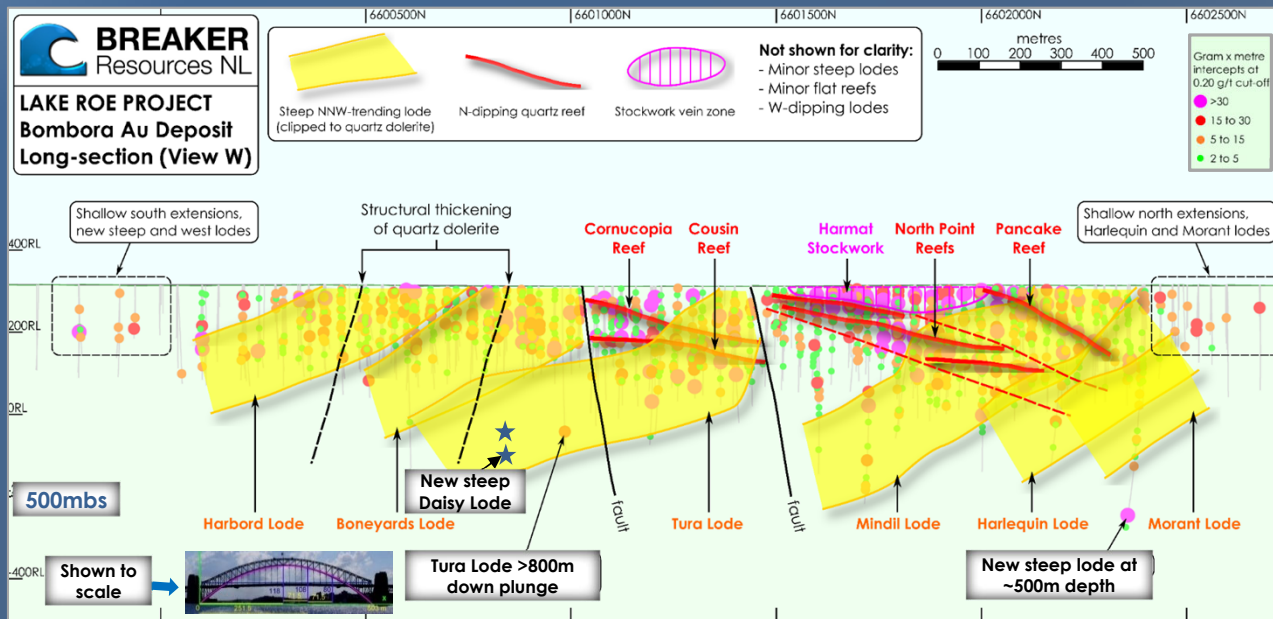 6600500N
6601000N
6601500N
6602000N
6602500N
BREAKER
Resources NL
LAKE ROE PROJECT
Bombora Au Deposit
Long-section (View W)
Steep NNW-trending lode
(clipped to quartz dolerite)
N-dipping quartz reef
Stockwork vein zone
Not shown for clarity:
- Minor steep lodes
- Minor flat reefs
- W-dipping lodes
metres
0 100 200 300 400 500
Gram x metre
intercepts at
0.20 g/t cut-off
>30
15 to 30
5 to 15
2 to 5
Shallow south extensions,
new steep and west lodes
Structural thickening
of quartz dolerite
Cornucopia
Reef
Cousin
Reef
Harmat
Stockwork
North Point
Reefs
Pancake
Reef
Shallow north extensions,
Harlequin and Morant lodes
400RL
200RL
0RL
-400RL
500mbs
New steep
Daisy Lode
fault
fault
Harbord Lode
Boneyards Lode
Tura Lode
Mindil Lode
Harlequin Lode
Morant Lode
Shown to
scale
118
108
Tura Lode >800m
down plunge
New steep lode at
~500m depth